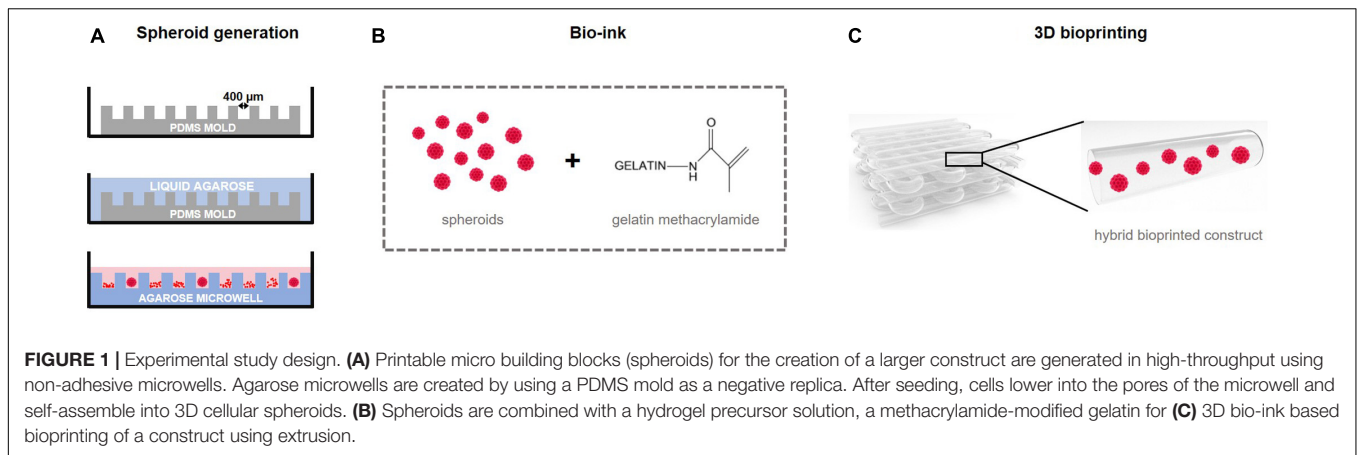 A Spheroid generation
B Bio-ink
C 3D bioprinting
400 µm
PDMS MOLD
LIQUID AGAROSE
PDMS MOLD
AGAROSE MICROWELL
spheroids
+
GELATIN
N
H
O
gelatin methacrylamide
hybrid bioprinted construct
FIGURE 1 | Experimental study design. (A) Printable micro building blocks (spheroids) for the creation of a larger construct are generated in high-throughput using
non-adhesive microwells. Agarose microwells are created by using a PDMS mold as a negative replica. After seeding, cells lower into the pores of the microwell and
self-assemble into 3D cellular spheroids. (B) Spheroids are combined with a hydrogel precursor solution, a methacrylamide-modified gelatin for (C) 3D bio-ink based
bioprinting of a construct using extrusion.